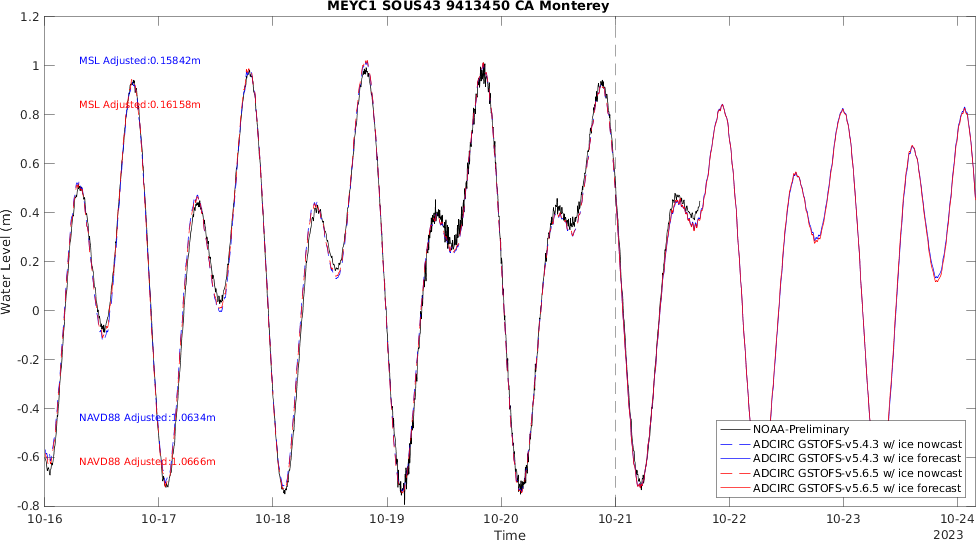 MEYC1 SOUS43 9413450 CA Monterey
1.2
1
0.8
0.6
0.4
0.2
0
-0.2
-0.4
-0.6
-0.8
Water Level (m)
MSL Adjusted:0.15842m
MSL Adjusted:0.16158m
NAVD88 Adjusted:1.0634m
NAVD88 Adjusted:1.0666m
NOAA-Preliminary
ADCIRC GSTOFS-v5.4.3 w/ ice nowcast
ADCIRC GSTOFS-v5.4.3 w/ ice forecast
ADCIRC GSTOFS-v5.6.5 w/ ice nowcast
ADCIRC GSTOFS-v5.6.5 w/ ice forecast
10-16 10-17 10-18 10-19 10-20 10-21 10-22 10-23 10-24
Time
2023